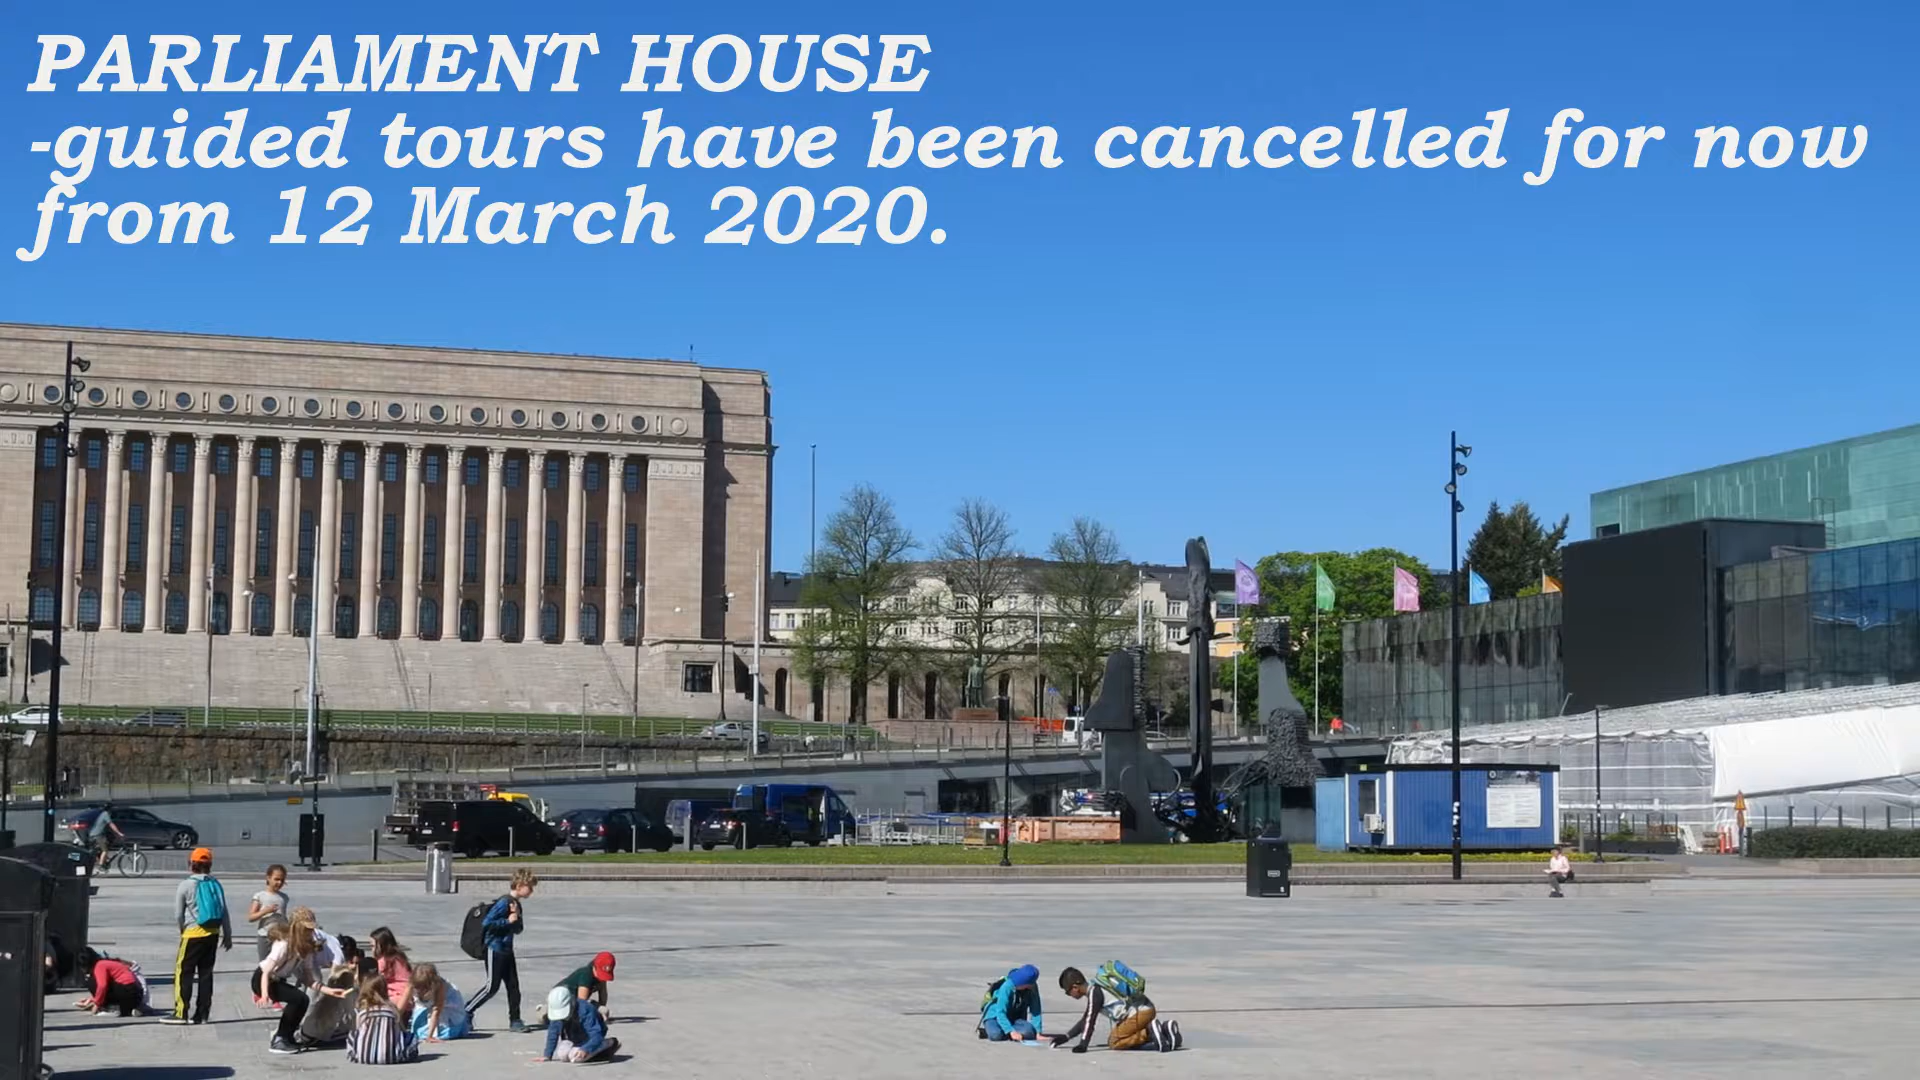 PARLIAMENT HOUSE
-guided tours have been cancelled for now
from 12 March 2020.